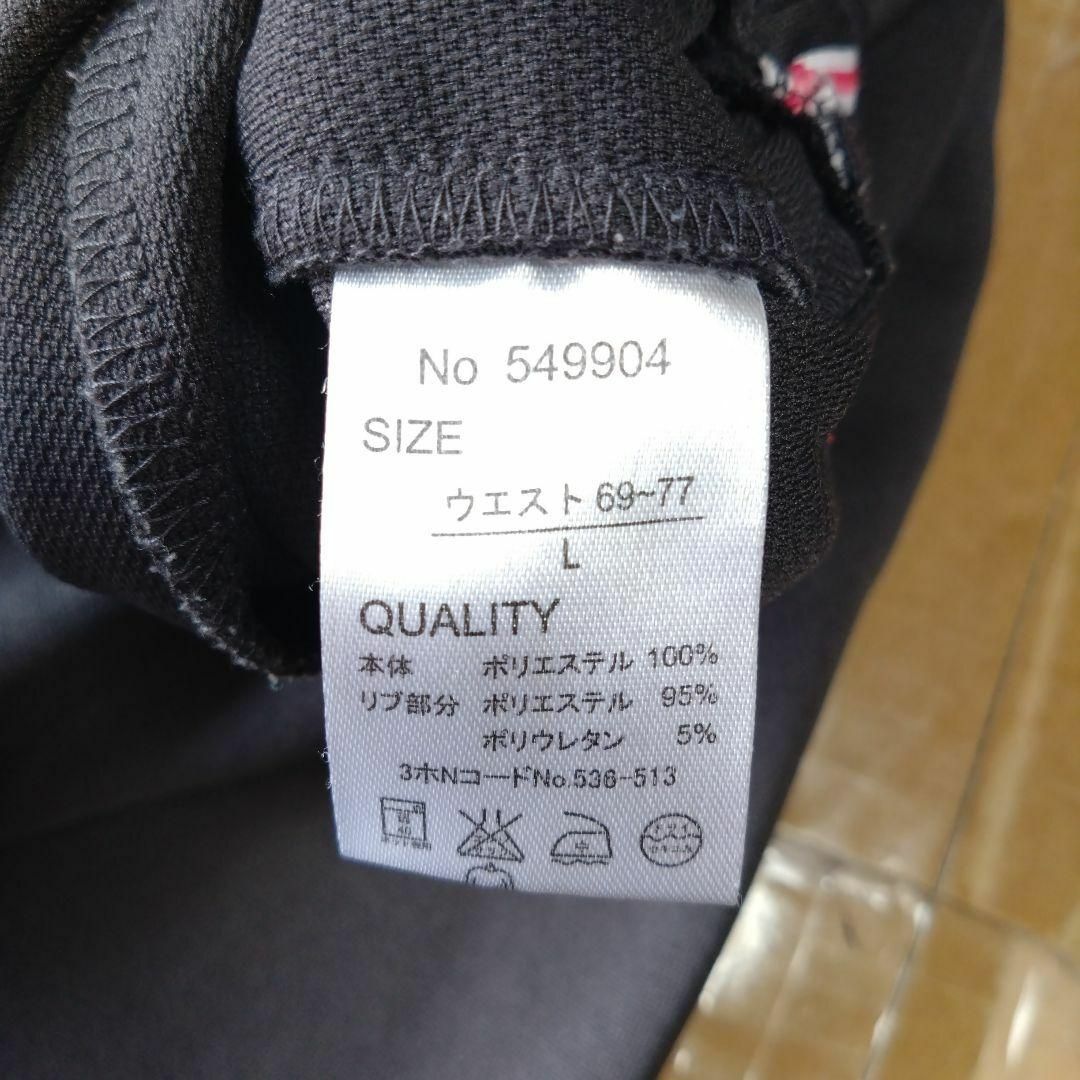 No 549904
SIZE
ウエスト 69~77
L
QUALITY
本体 ポリエステル 100%
リブ部分 ポリエステル 95%
ポリウレタン 5%
3ホNコードNo.536-513
40
中